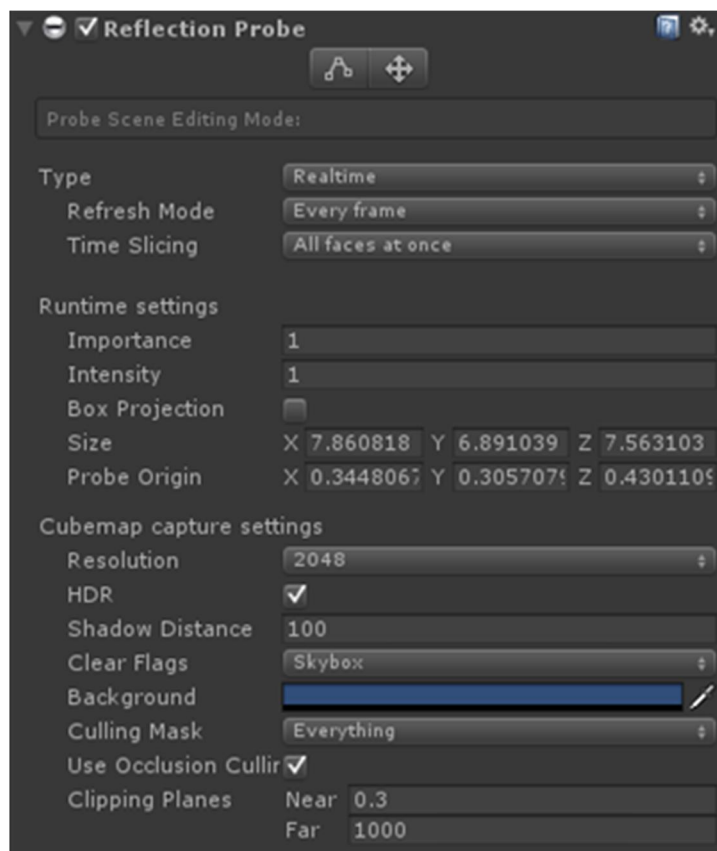 Reflection Probe
Probe Scene Editing Mode:
Type Realtime
Refresh Mode Every frame
Time Slicing All faces at once
Runtime settings
Importance 1
Intensity 1
Box Projection
Size X 7.860818 Y 6.891039 Z 7.563103
Probe Origin X 0.3448067 Y 0.3057079 Z 0.4301109
Cubemap capture settings
Resolution 2048
HDR
Shadow Distance 100
Clear Flags Skybox
Background
Culling Mask Everything
Use Occlusion Cullir
Clipping Planes Near 0.3
Far 1000